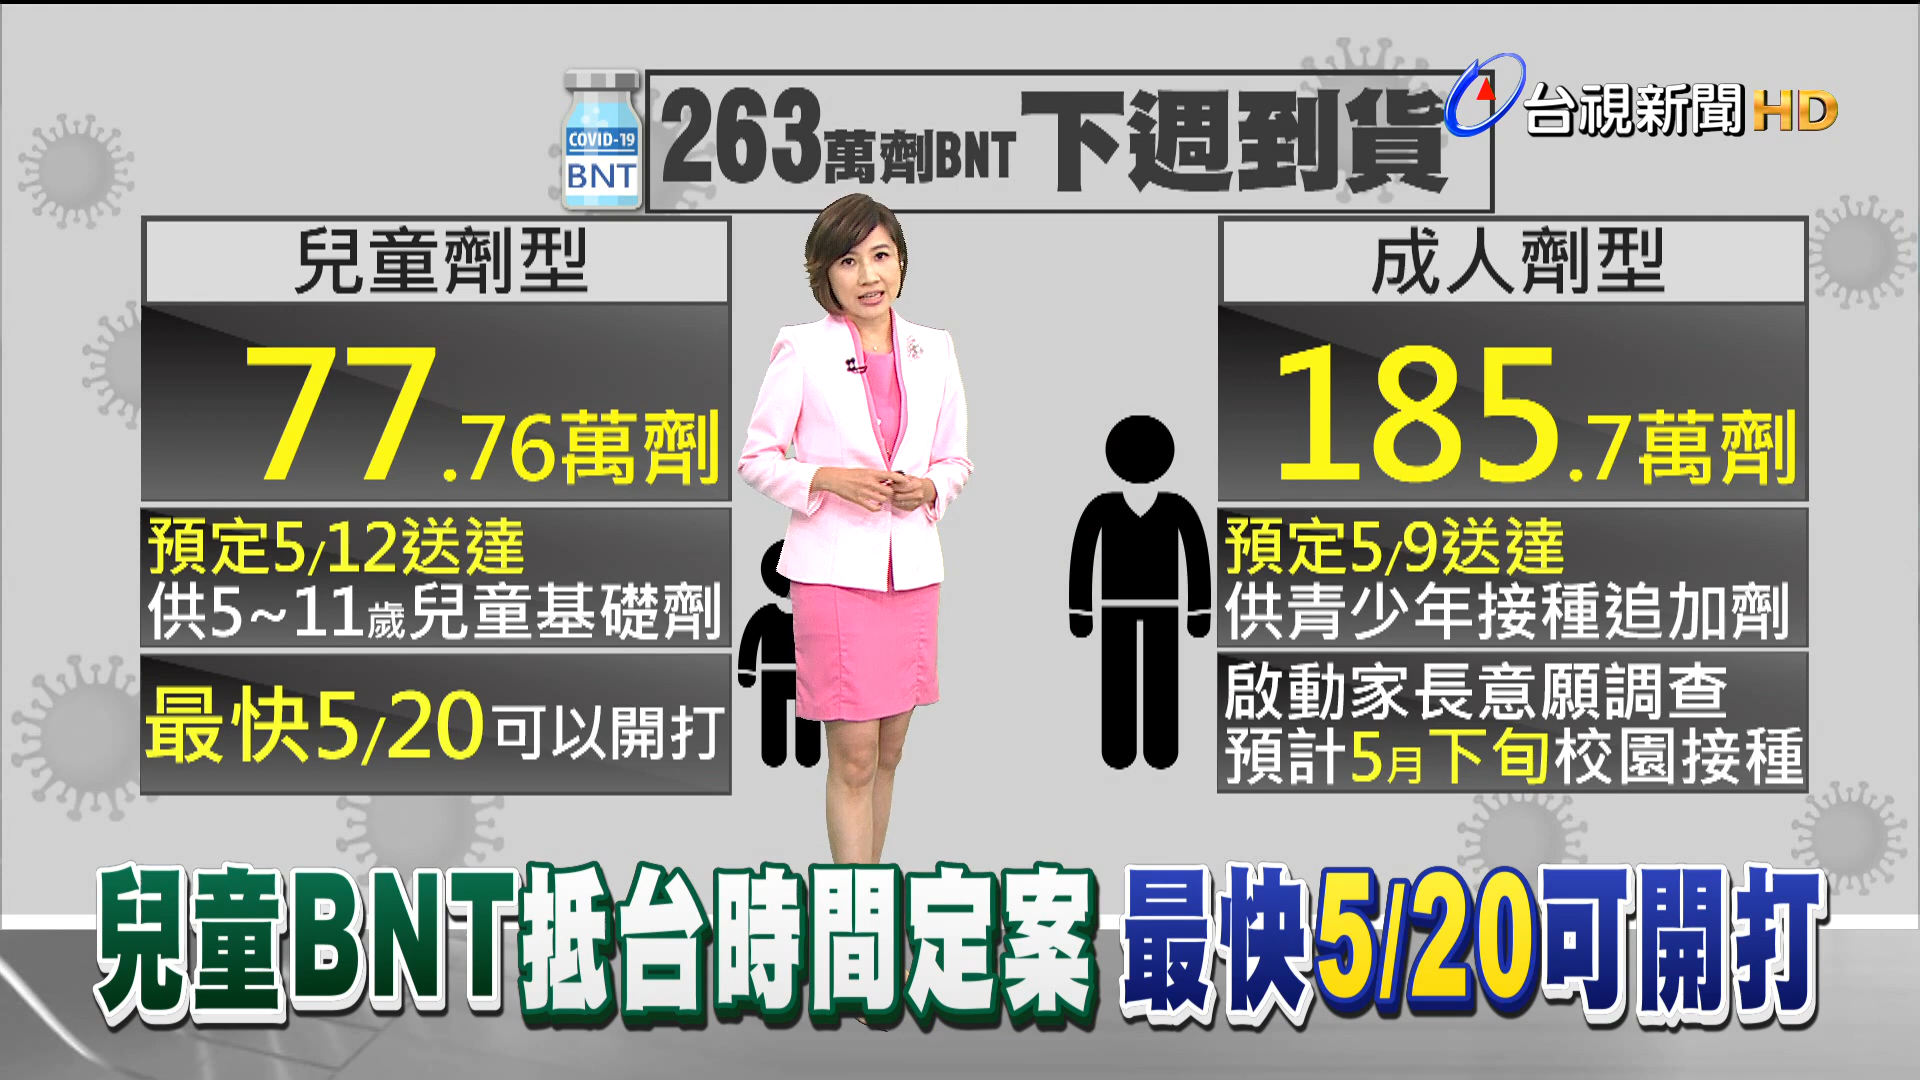 台視新聞HD
263萬劑BNT下週到貨
COVID-19
BNT
兒童劑型
77.76萬劑
預定5/12送達
供5~11歲兒童基礎劑
最快5/20可以開打
成人劑型
185.7萬劑
預定5/9送達
供青少年接種追加劑
啟動家長意願調查
預計5月下旬校園接種
兒童BNT抵台時間定案 最快5/20可開打